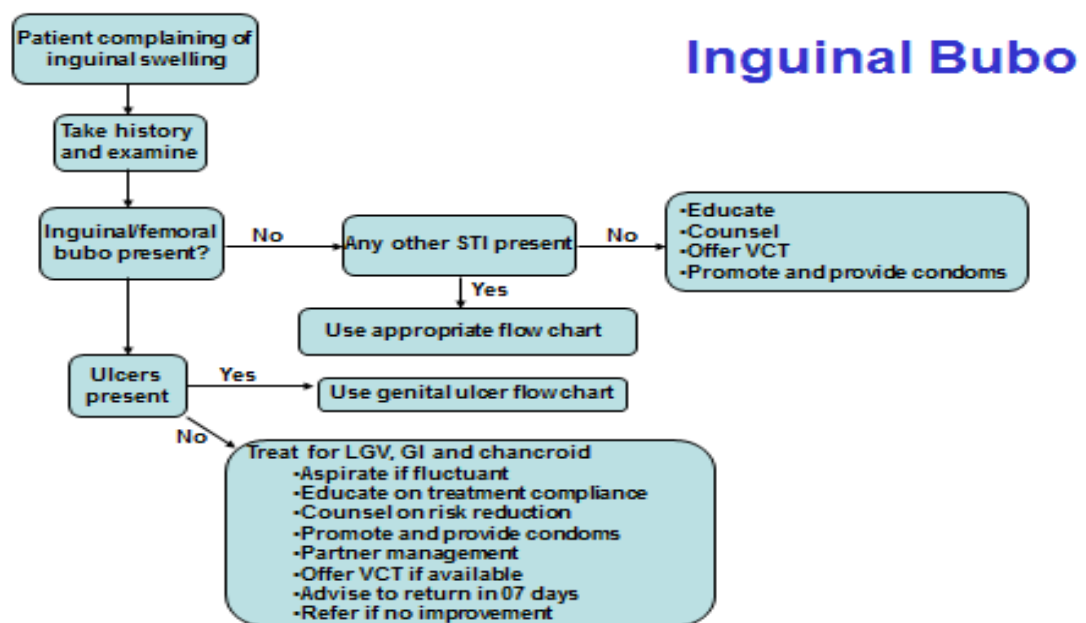 Inguinal Bubo
Patient complaining of
inguinal swelling
Take history
and examine
Inguinal/femoral
bubo present?
No
Any other STI present
No
•Educate
•Counsel
•Offer VCT
•Promote and provide condoms
Yes
Use appropriate flow chart
Ulcers
present
Yes
Use genital ulcer flow chart
No
Treat for LGV, GI and chancroid
•Aspirate if fluctuant
•Educate on treatment compliance
•Counsel on risk reduction
•Promote and provide condoms
•Partner management
•Offer VCT if available
•Advise to return in 07 days
•Refer if no improvement